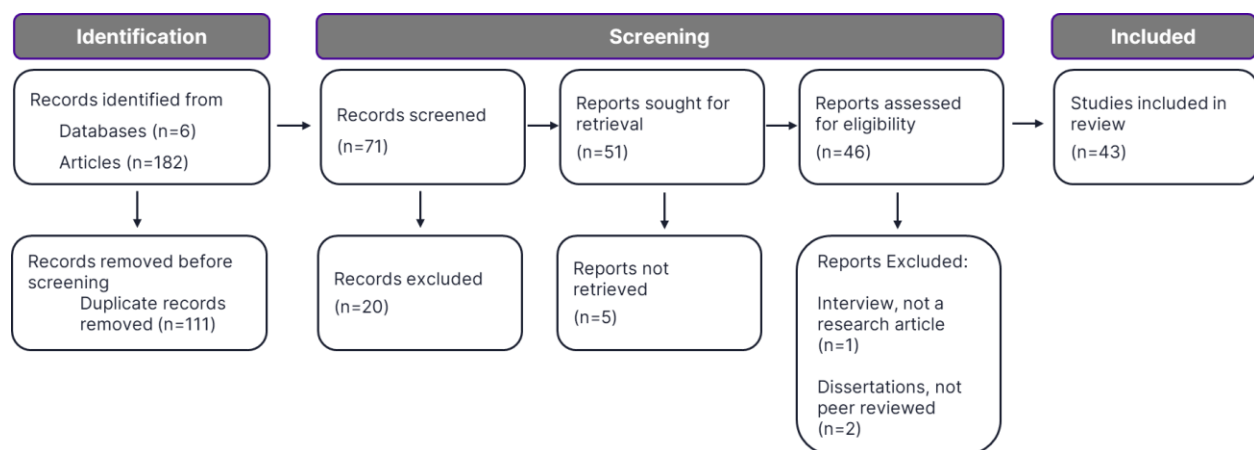 Identification
Screening
Included
Records identified from
Databases (n=6)
Articles (n=182)
Records screened
(n=71)
Reports sought for
retrieval
(n=51)
Reports assessed
for eligibility
(n=46)
Studies included in
review
(n=43)
Records removed before
screening
Duplicate records
removed (n=111)
Records excluded
(n=20)
Reports not
retrieved
(n=5)
Reports Excluded:
Interview, not a
research article
(n=1)
Dissertations, not
peer reviewed
(n=2)